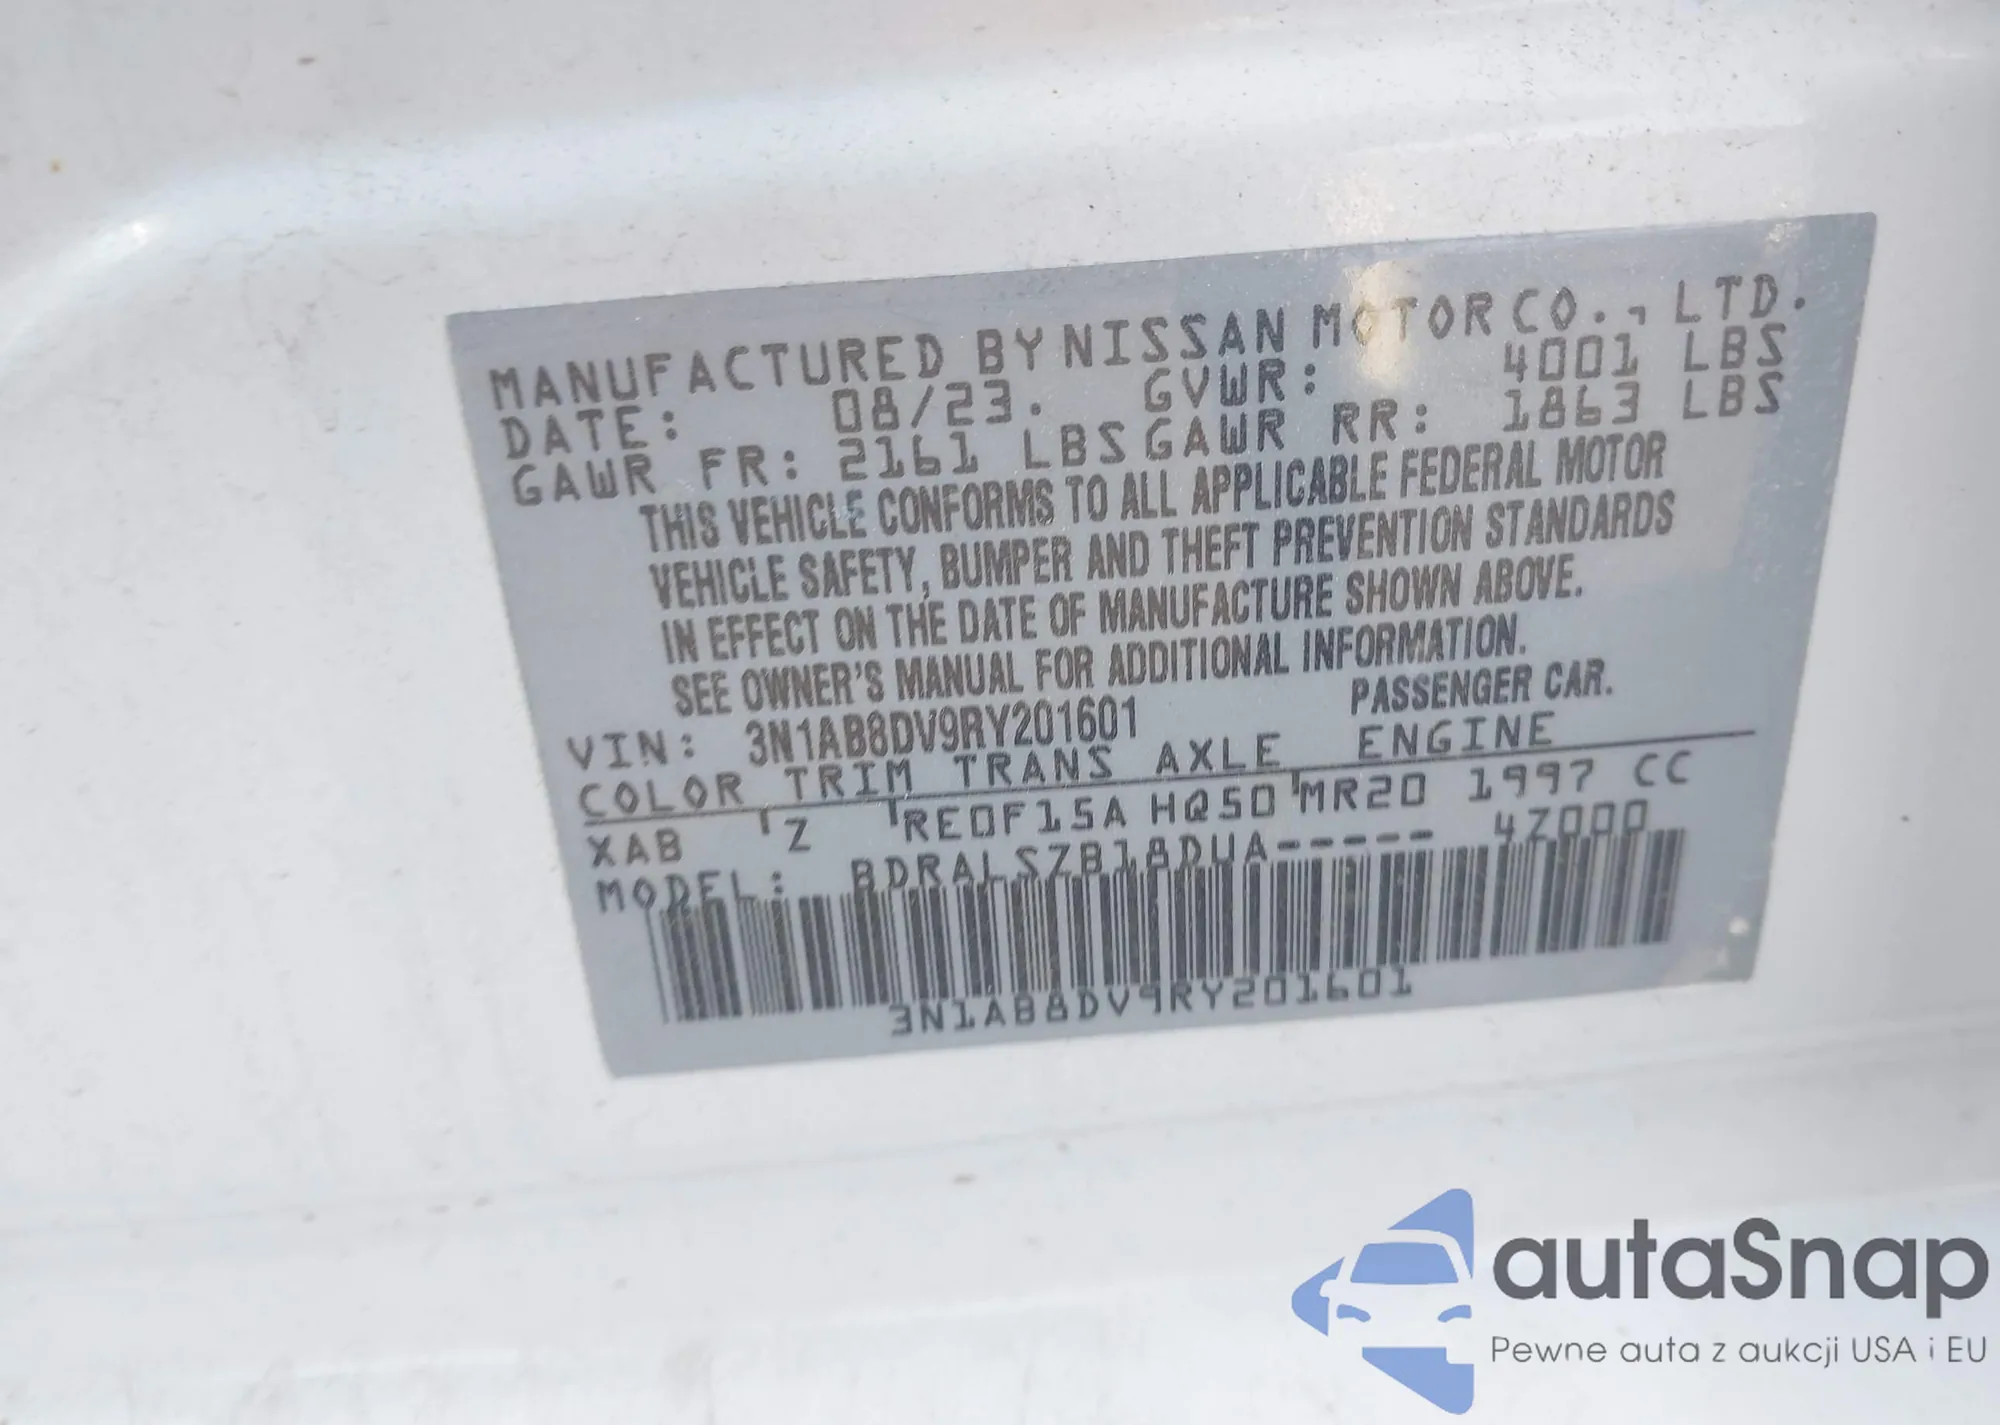 MANUFACTURED BY NISSAN MOTOR CO., LTD.
DATE: 08/23. GVWR: 4001 LBS
GAWR FR: 2161 LBS GAWR RR: 1863 LBS
THIS VEHICLE CONFORMS TO ALL APPLICABLE FEDERAL MOTOR
VEHICLE SAFETY, BUMPER AND THEFT PREVENTION STANDARDS
IN EFFECT ON THE DATE OF MANUFACTURE SHOWN ABOVE.
SEE OWNER'S MANUAL FOR ADDITIONAL INFORMATION.
VIN: 3N1AB8DV9RY201601 PASSENGER CAR.
COLOR TRIM TRANS AXLE ENGINE
XAB Z RE0F15A HQ50 MR20 1997 CC
MODEL: BDRALSZB18DUA----- 4Z000
3N1AB8DV9RY201601
autaSnap
Pewne auta z aukcji USA i EU